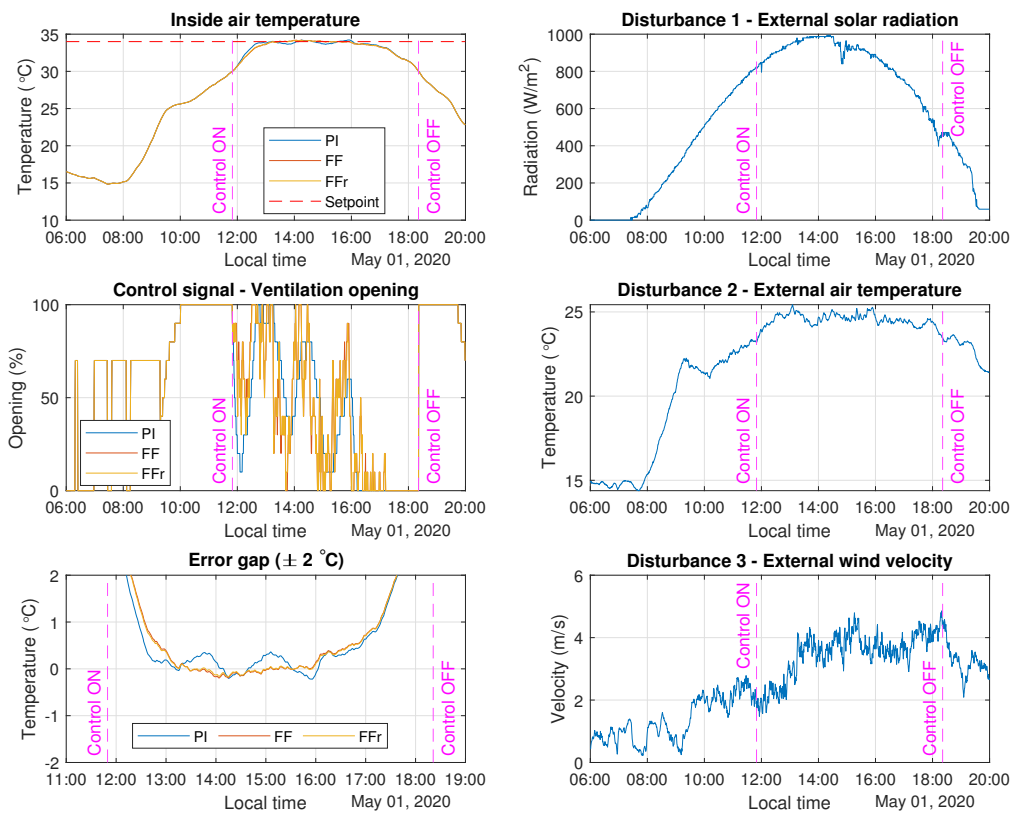 Inside air temperature
35
30
25
20
15
10
Tenperature (°C)
Control ON
Control OFF
PI
FF
FFr
Setpoint
06:00 08:00 10:00 12:00 14:00 16:00 18:00 20:00
Local time
May 01, 2020
Disturbance 1 - External solar radiation
1000
800
600
400
200
0
Radiation (W/m²)
Control ON
Control OFF
06:00 08:00 10:00 12:00 14:00 16:00 18:00 20:00
Local time
May 01, 2020
Control signal - Ventilation opening
100
50
0
Opening (%)
PI
FF
FFr
Control ON
Control OFF
06:00 08:00 10:00 12:00 14:00 16:00 18:00 20:00
Local time
May 01, 2020
Disturbance 2 - External air temperature
25
20
15
Temperature (°C)
Control ON
Control OFF
06:00 08:00 10:00 12:00 14:00 16:00 18:00 20:00
Local time
May 01, 2020
Error gap (± 2 °C)
2
1
0
-1
-2
Temperature (°C)
Control ON
Control OFF
PI FF FFr
11:00 12:00 13:00 14:00 15:00 16:00 17:00 18:00 19:00
Local time
May 01, 2020
Disturbance 3 - External wind velocity
6
4
2
0
Velocity (m/s)
Control ON
Control OFF
06:00 08:00 10:00 12:00 14:00 16:00 18:00 20:00
Local time
May 01, 2020